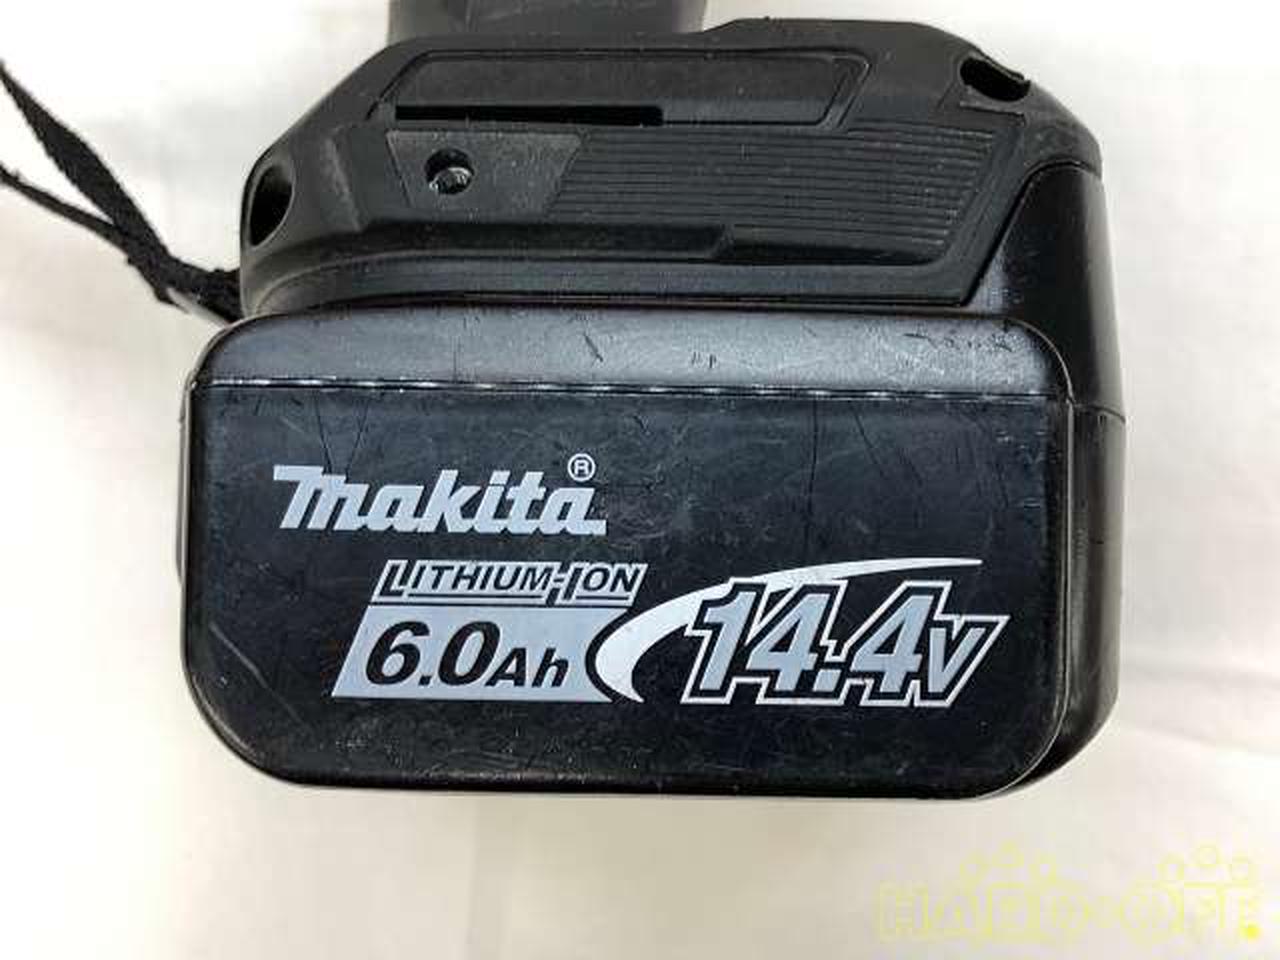 makita®
LITHIUM-ION
6.0Ah
14.4V
HARD·OFF